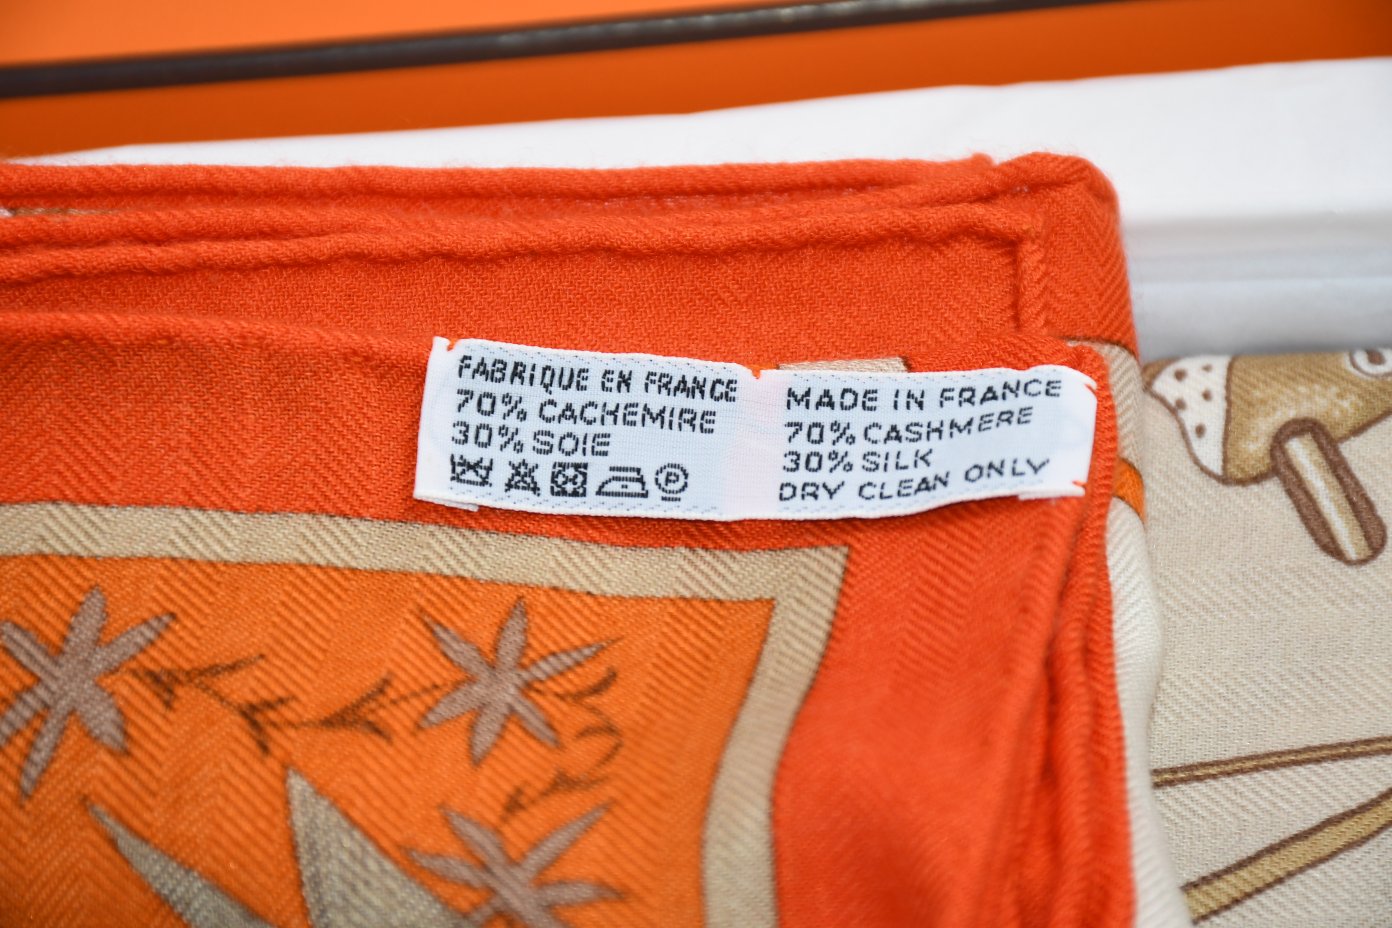 FABRIQUE EN FRANCE
70% CACHEMIRE
30% SOIE
P
MADE IN FRANCE
70% CASHMERE
30% SILK
DRY CLEAN ONLY